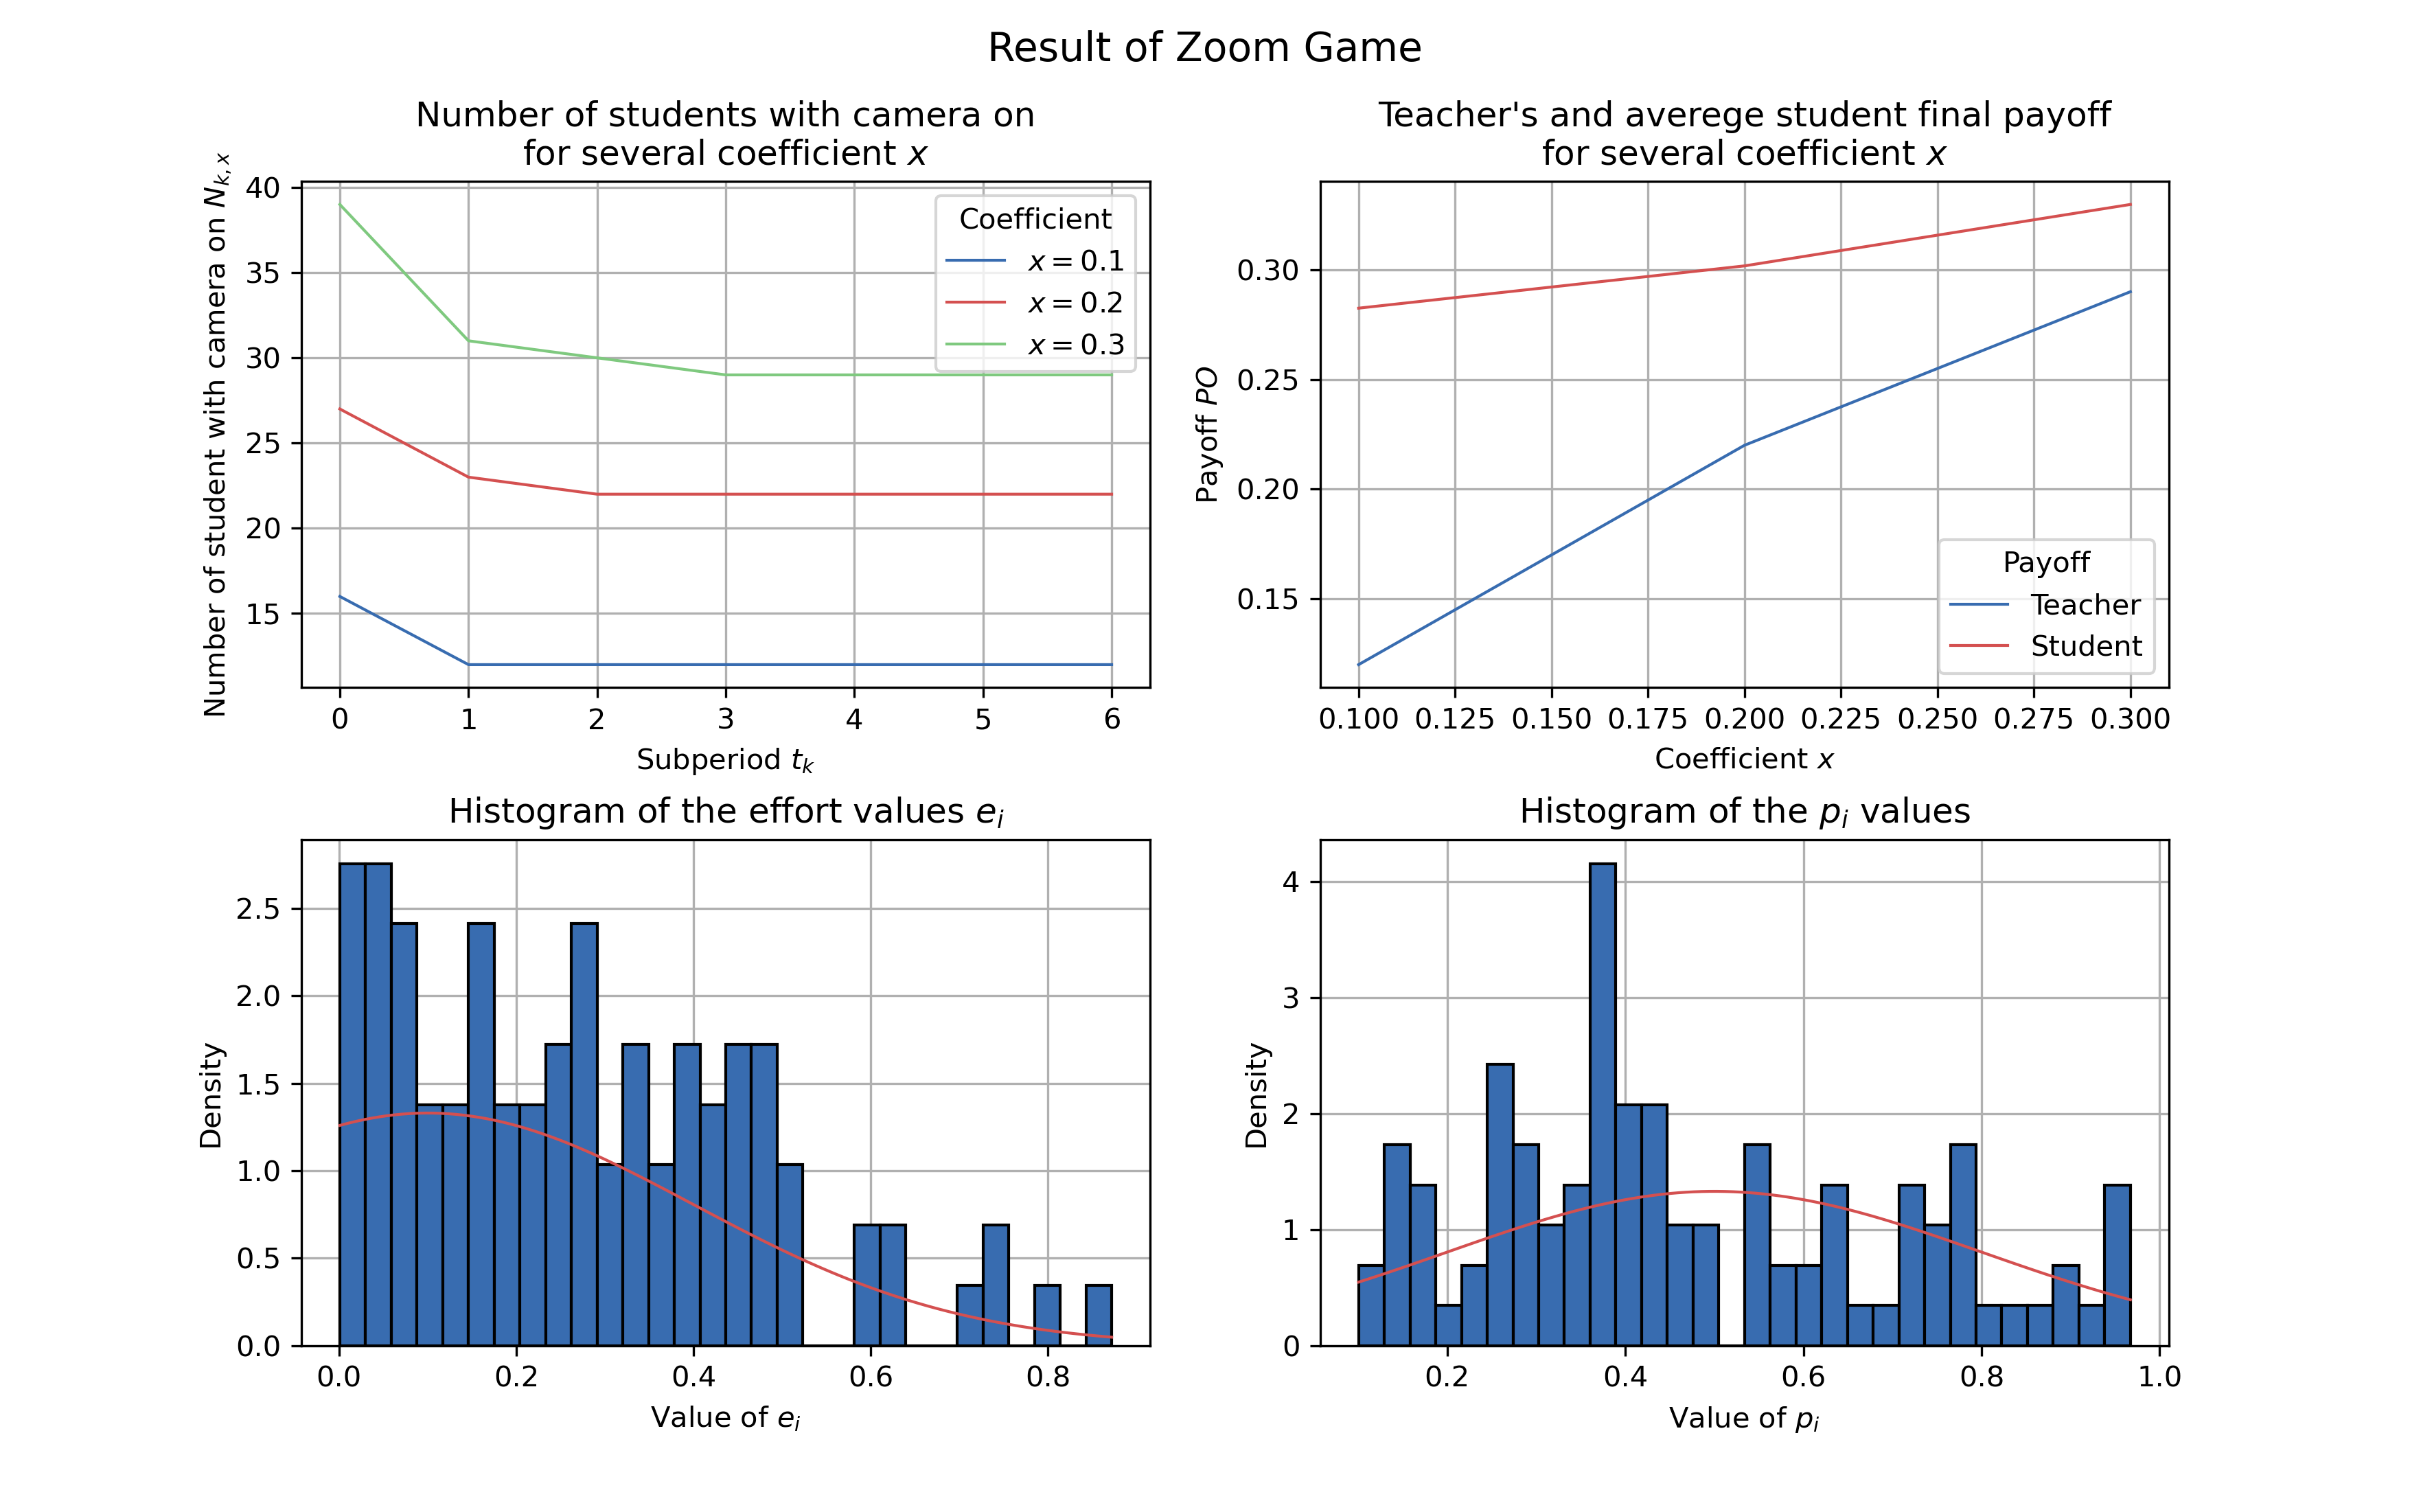 Result of Zoom Game
Number of students with camera on
for several coefficient x
Number of student with camera on N_{k,x}
40
35
30
25
20
15
Coefficient
x = 0.1
x = 0.2
x = 0.3
0 1 2 3 4 5 6
Subperiod t_k
Teacher's and averege student final payoff
for several coefficient x
Payoff PO
0.30
0.25
0.20
0.15
Payoff
Teacher
Student
0.100 0.125 0.150 0.175 0.200 0.225 0.250 0.275 0.300
Coefficient x
Histogram of the effort values e_i
Density
2.5
2.0
1.5
1.0
0.5
0.0
0.0 0.2 0.4 0.6 0.8
Value of e_i
Histogram of the p_i values
Density
4
3
2
1
0
0.2 0.4 0.6 0.8 1.0
Value of p_i